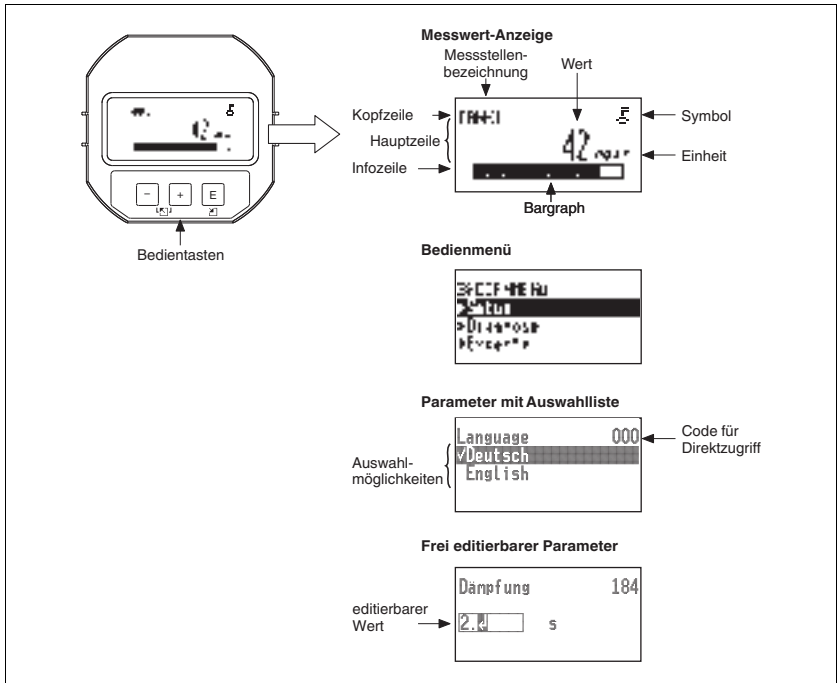 Messwert-Anzeige
Messstellen-
bezeichnung
Wert
Kopfzeile
Symbol
Hauptzeile
42
Einheit
Infozeile
- + E
Bargraph
Bedientasten
Bedienmenü
Parameter mit Auswahlliste
Language 000
Code für
Direktzugriff
✓Deutsch
Auswahl-
möglichkeiten
English
Frei editierbarer Parameter
Dämpfung 184
editierbarer
Wert
2. s